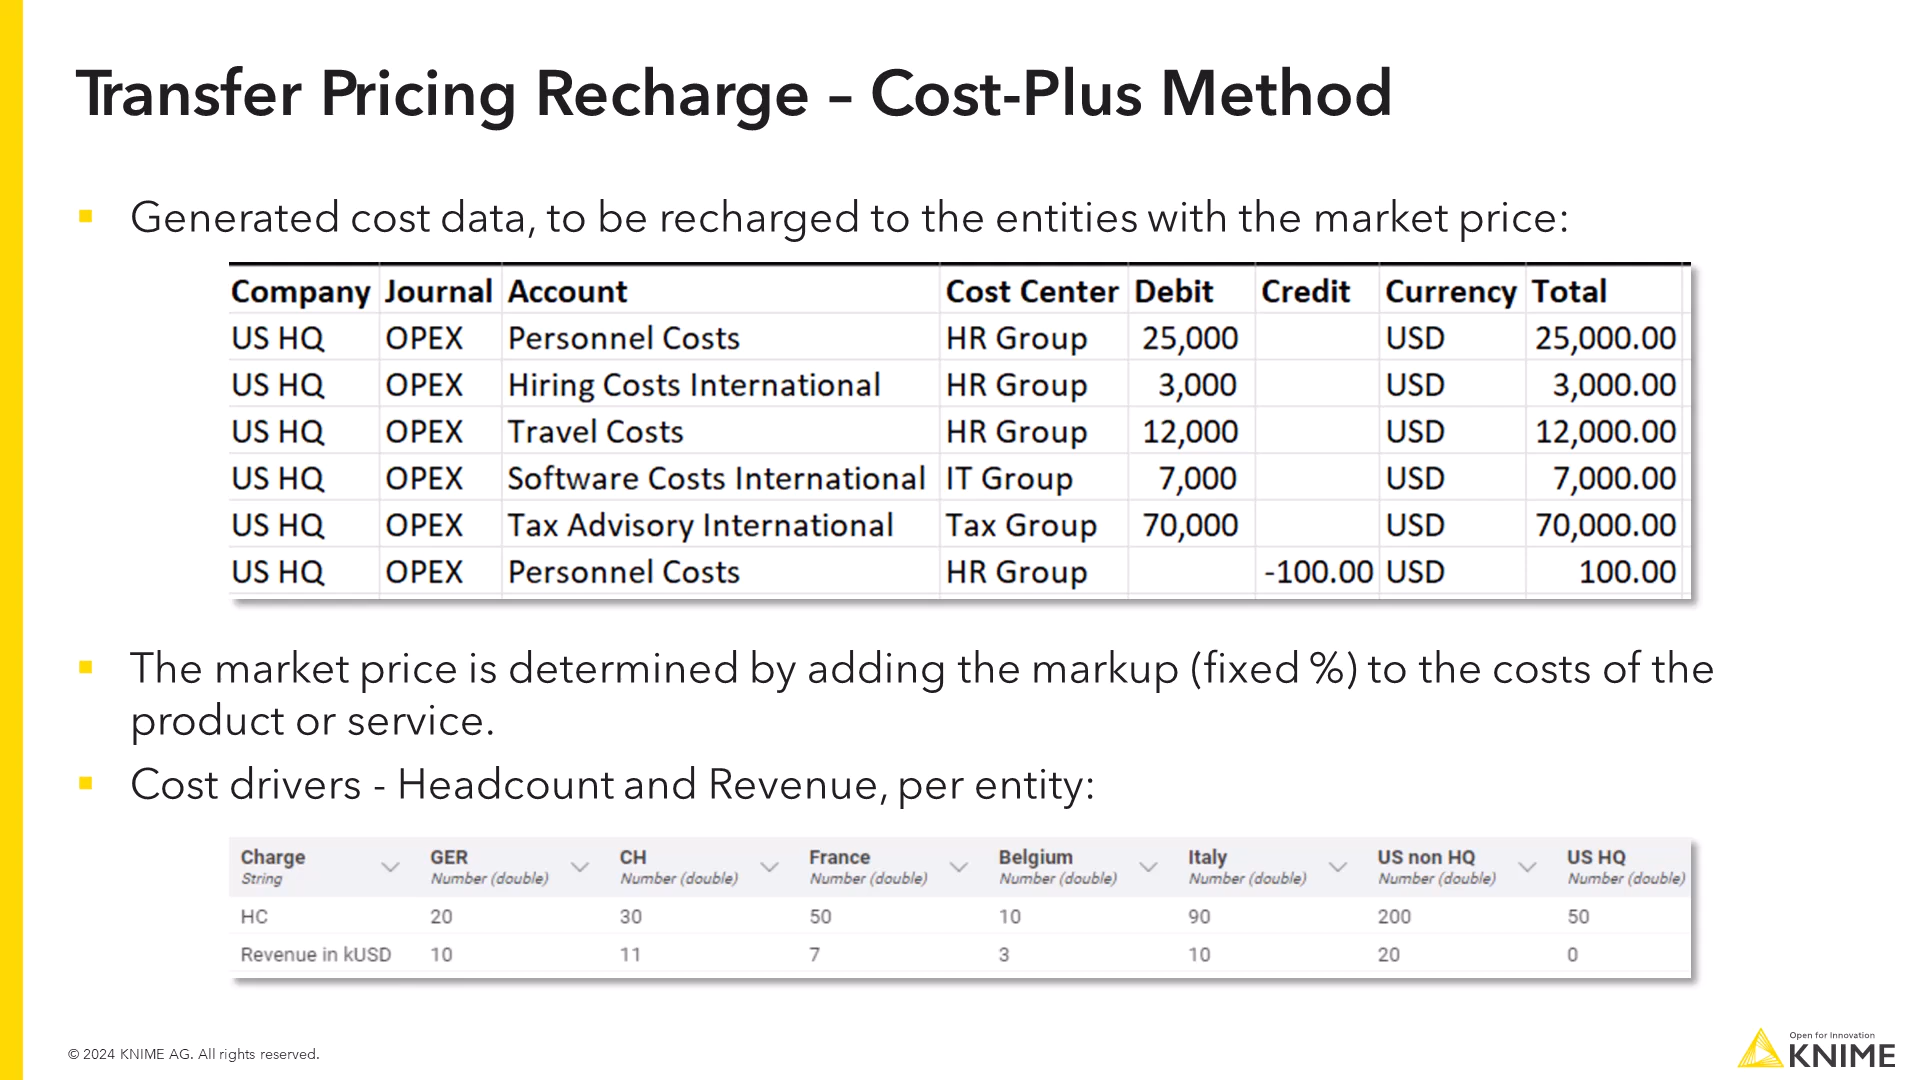 Transfer Pricing Recharge – Cost-Plus Method
Generated cost data, to be recharged to the entities with the market price:
Company Journal Account Cost Center Debit Credit Currency Total
US HQ OPEX Personnel Costs HR Group 25,000 USD 25,000.00
US HQ OPEX Hiring Costs International HR Group 3,000 USD 3,000.00
US HQ OPEX Travel Costs HR Group 12,000 USD 12,000.00
US HQ OPEX Software Costs International IT Group 7,000 USD 7,000.00
US HQ OPEX Tax Advisory International Tax Group 70,000 USD 70,000.00
US HQ OPEX Personnel Costs HR Group -100.00 USD 100.00
The market price is determined by adding the markup (fixed %) to the costs of the
product or service.
Cost drivers - Headcount and Revenue, per entity:
Charge GER CH France Belgium Italy US non HQ US HQ
String Number (double) Number (double) Number (double) Number (double) Number (double) Number (double) Number (double)
HC 20 30 50 10 90 200 50
Revenue in kUSD 10 11 7 3 10 20 0
© 2024 KNIME AG. All rights reserved.
Open for Innovation
KNIME